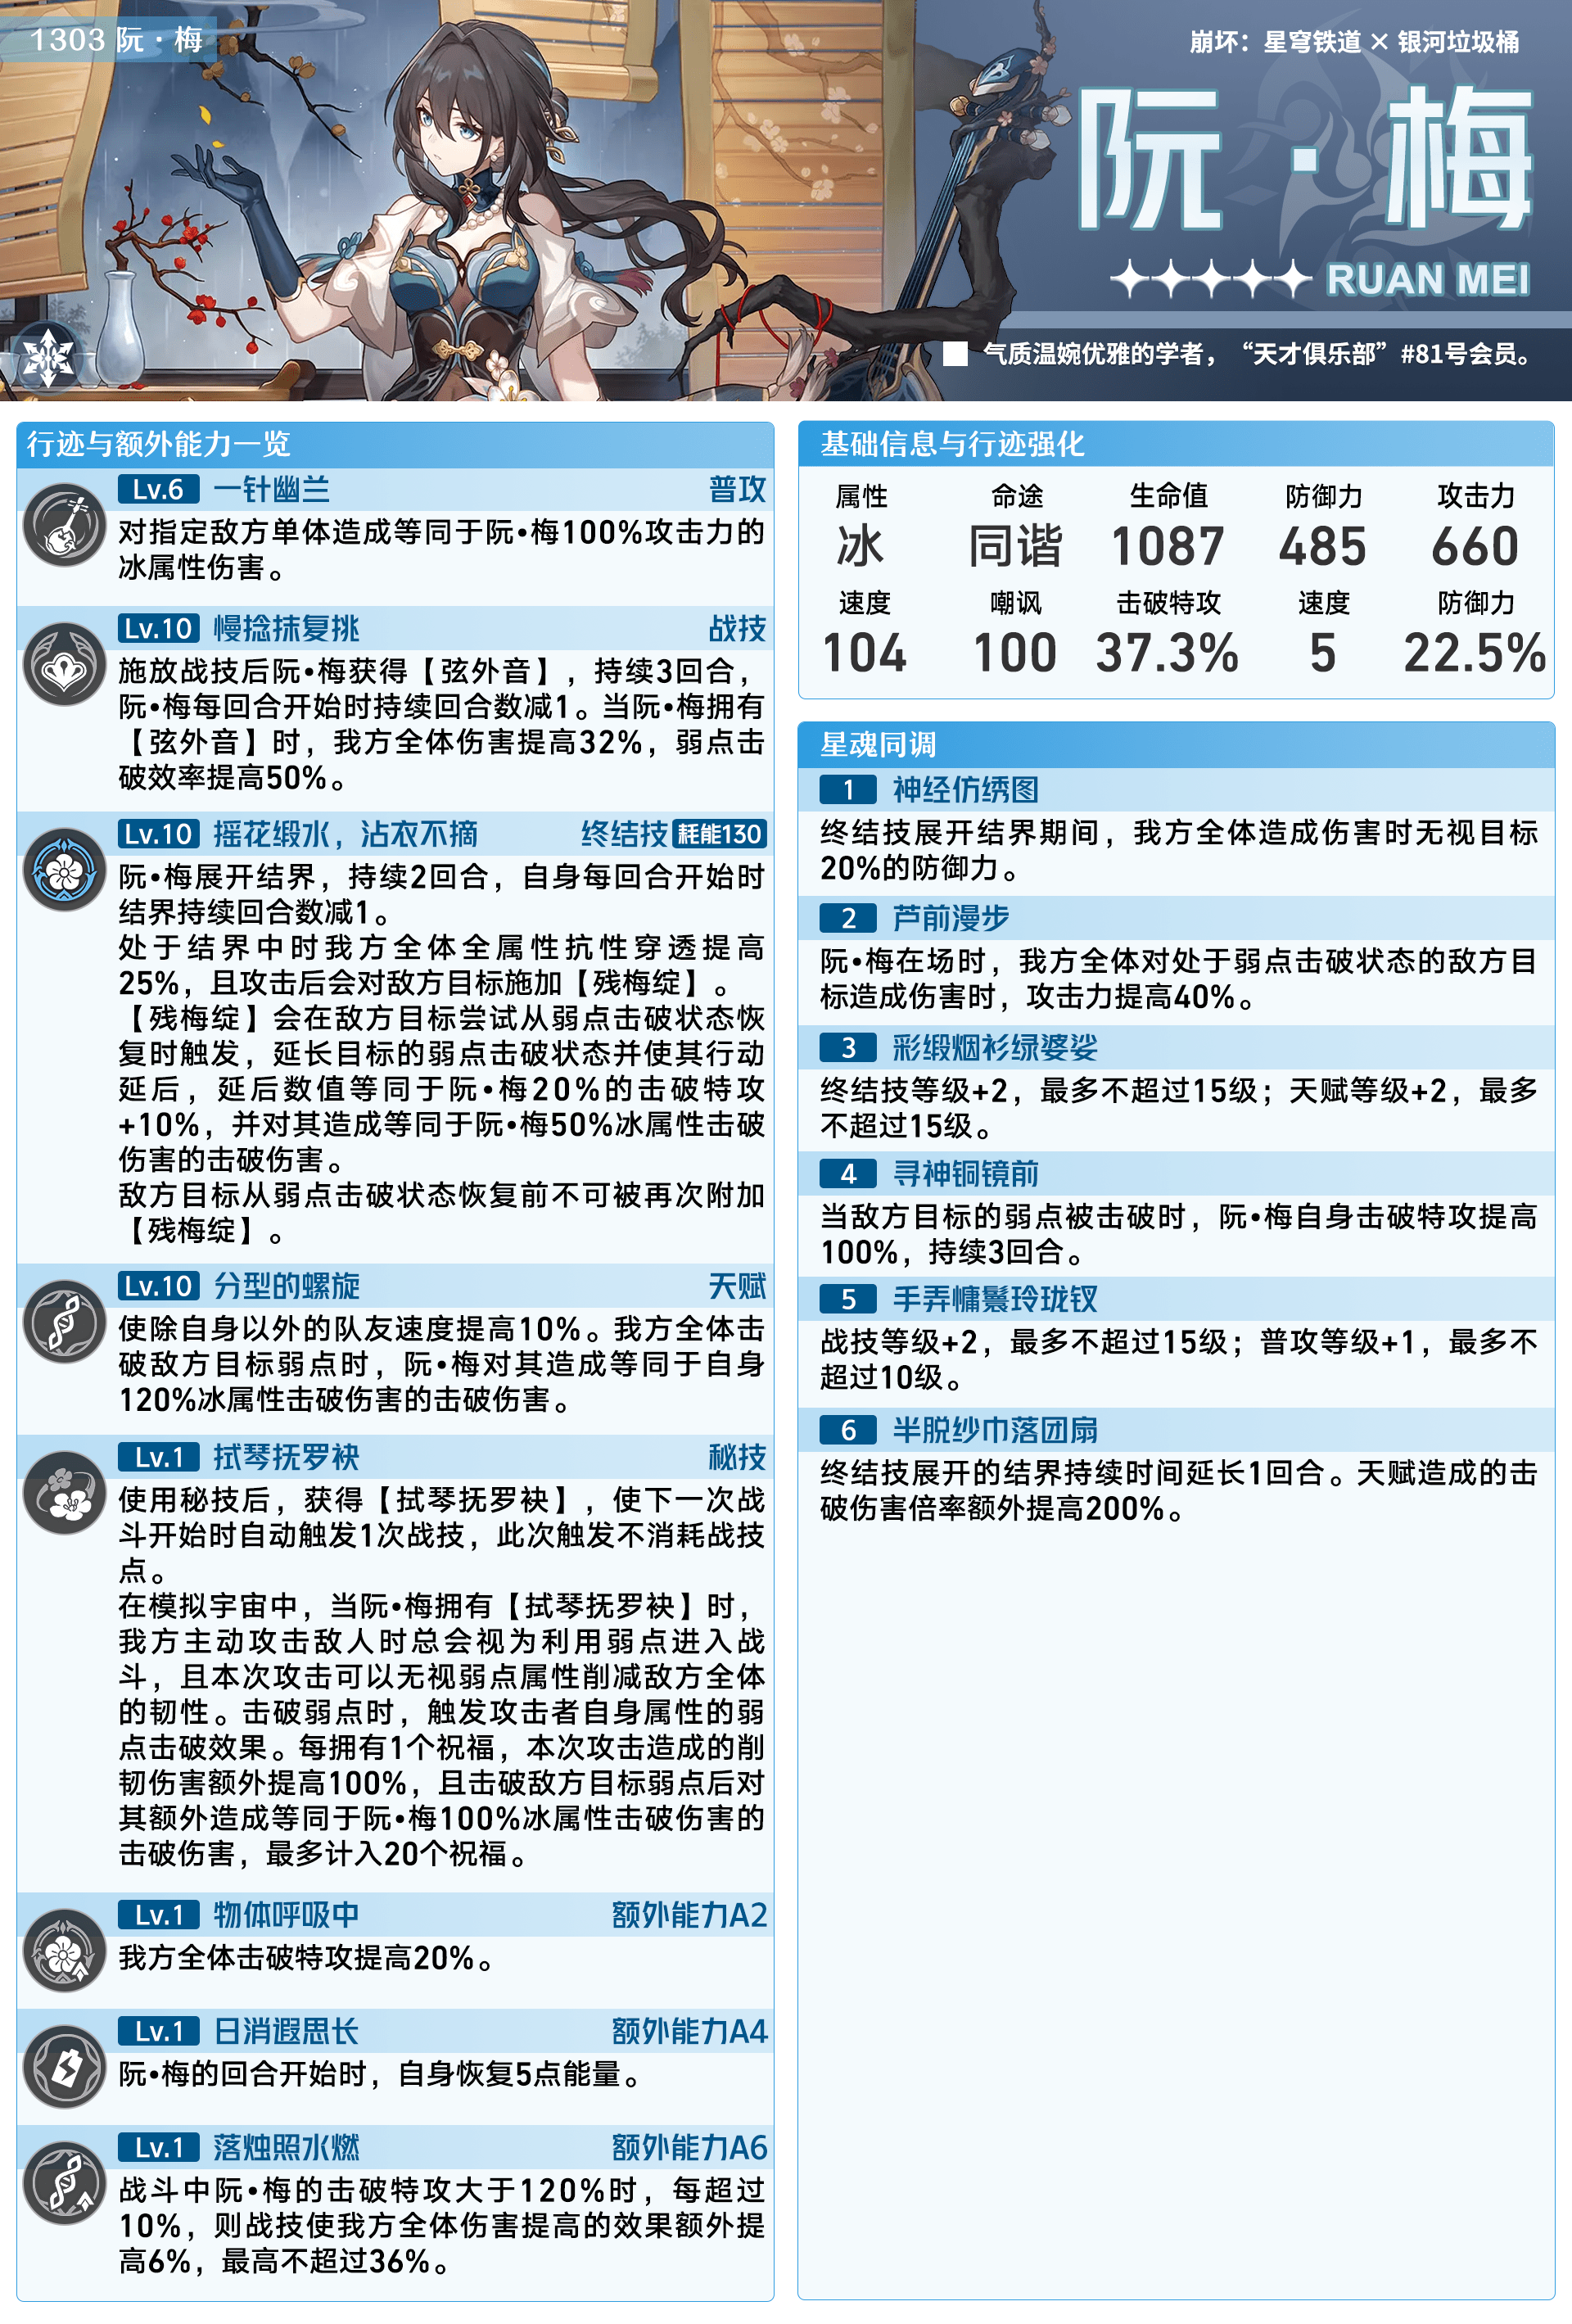 1303 阮·梅
崩坏：星穹铁道 × 银河垃圾桶
阮·梅
RUAN MEI
气质温婉优雅的学者，“天才俱乐部”#81号会员。
行迹与额外能力一览
Lv.6 一针幽兰 普攻
对指定敌方单体造成等同于阮•梅100%攻击力的
冰属性伤害。
Lv.10 慢捻抹复挑 战技
施放战技后阮•梅获得【弦外音】，持续3回合，
阮•梅每回合开始时持续回合数减1。当阮•梅拥有
【弦外音】时，我方全体伤害提高32%，弱点击
破效率提高50%。
Lv.10 摇花缎水，沾衣不摘 终结技 耗能130
阮•梅展开结界，持续2回合，自身每回合开始时
结界持续回合数减1。
处于结界中时我方全体全属性抗性穿透提高
25%，且攻击后会对敌方目标施加【残梅绽】。
【残梅绽】会在敌方目标尝试从弱点击破状态恢
复时触发，延长目标的弱点击破状态并使其行动
延后，延后数值等同于阮•梅20%的击破特攻
+10%，并对其造成等同于阮•梅50%冰属性击破
伤害的击破伤害。
敌方目标从弱点击破状态恢复前不可被再次附加
【残梅绽】。
Lv.10 分型的螺旋 天赋
使除自身以外的队友速度提高10%。我方全体击
破敌方目标弱点时，阮•梅对其造成等同于自身
120%冰属性击破伤害的击破伤害。
Lv.1 拭琴抚罗袂 秘技
使用秘技后，获得【拭琴抚罗袂】，使下一次战
斗开始时自动触发1次战技，此次触发不消耗战技
点。
在模拟宇宙中，当阮•梅拥有【拭琴抚罗袂】时，
我方主动攻击敌人时总会视为利用弱点进入战
斗，且本次攻击可以无视弱点属性削减敌方全体
的韧性。击破弱点时，触发攻击者自身属性的弱
点击破效果。每拥有1个祝福，本次攻击造成的削
韧伤害额外提高100%，且击破敌方目标弱点后对
其额外造成等同于阮•梅100%冰属性击破伤害的
击破伤害，最多计入20个祝福。
Lv.1 物体呼吸中 额外能力A2
我方全体击破特攻提高20%。
Lv.1 日消遐思长 额外能力A4
阮•梅的回合开始时，自身恢复5点能量。
Lv.1 落烛照水燃 额外能力A6
战斗中阮•梅的击破特攻大于120%时，每超过
10%，则战技使我方全体伤害提高的效果额外提
高6%，最高不超过36%。
基础信息与行迹强化
属性 命途 生命值 防御力 攻击力
冰 同谐 1087 485 660
速度 嘲讽 击破特攻 速度 防御力
104 100 37.3% 5 22.5%
星魂同调
1 神经仿绣图
终结技展开结界期间，我方全体造成伤害时无视目标
20%的防御力。
2 芦前漫步
阮•梅在场时，我方全体对处于弱点击破状态的敌方目
标造成伤害时，攻击力提高40%。
3 彩缎烟衫绿婆娑
终结技等级+2，最多不超过15级；天赋等级+2，最多
不超过15级。
4 寻神铜镜前
当敌方目标的弱点被击破时，阮•梅自身击破特攻提高
100%，持续3回合。
5 手弄慵鬟玲珑钗
战技等级+2，最多不超过15级；普攻等级+1，最多不
超过10级。
6 半脱纱巾落团扇
终结技展开的结界持续时间延长1回合。天赋造成的击
破伤害倍率额外提高200%。